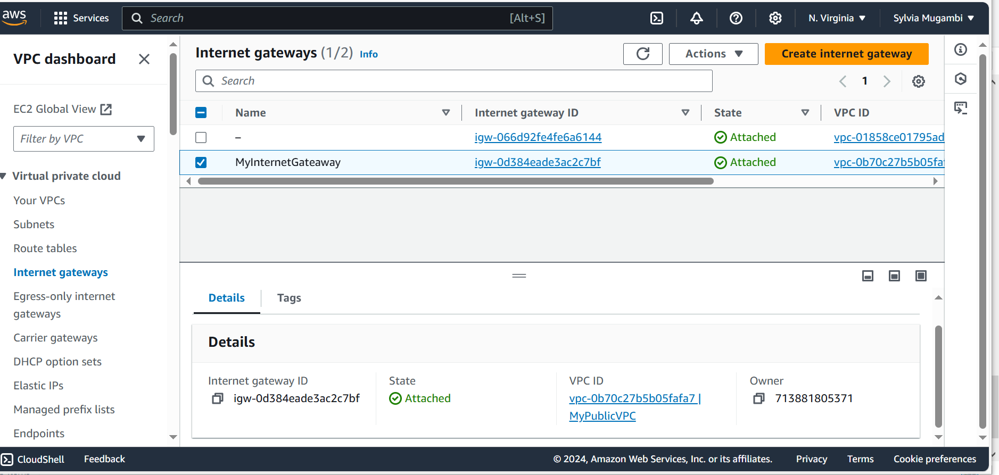 aws Services Search [Alt+S] N. Virginia Sylvia Mugambi
VPC dashboard
EC2 Global View
Filter by VPC
Virtual private cloud
Your VPCs
Subnets
Route tables
Internet gateways
Egress-only internet
gateways
Carrier gateways
DHCP option sets
Elastic IPs
Managed prefix lists
Endpoints
Internet gateways (1/2) Info
Actions
Create internet gateway
Search
1
Name Internet gateway ID State VPC ID
– igw-066d92fe4fe6a6144 Attached vpc-01858ce01795ad
MyInternetGateaway igw-0d384eade3ac2c7bf Attached vpc-0b70c27b5b05faf
Details Tags
Details
Internet gateway ID
igw-0d384eade3ac2c7bf
State
Attached
VPC ID
vpc-0b70c27b5b05fafa7 |
MyPublicVPC
Owner
713881805371
CloudShell Feedback © 2024, Amazon Web Services, Inc. or its affiliates. Privacy Terms Cookie preferences